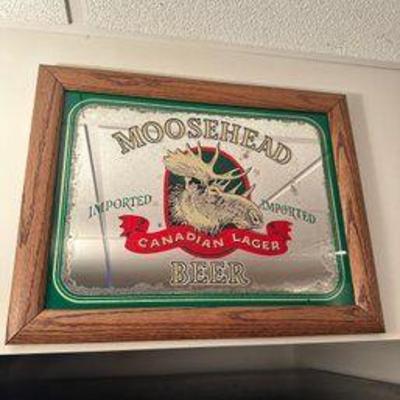 MOOSEHEAD
IMPORTED IMPORTED
CANADIAN LAGER
BEER